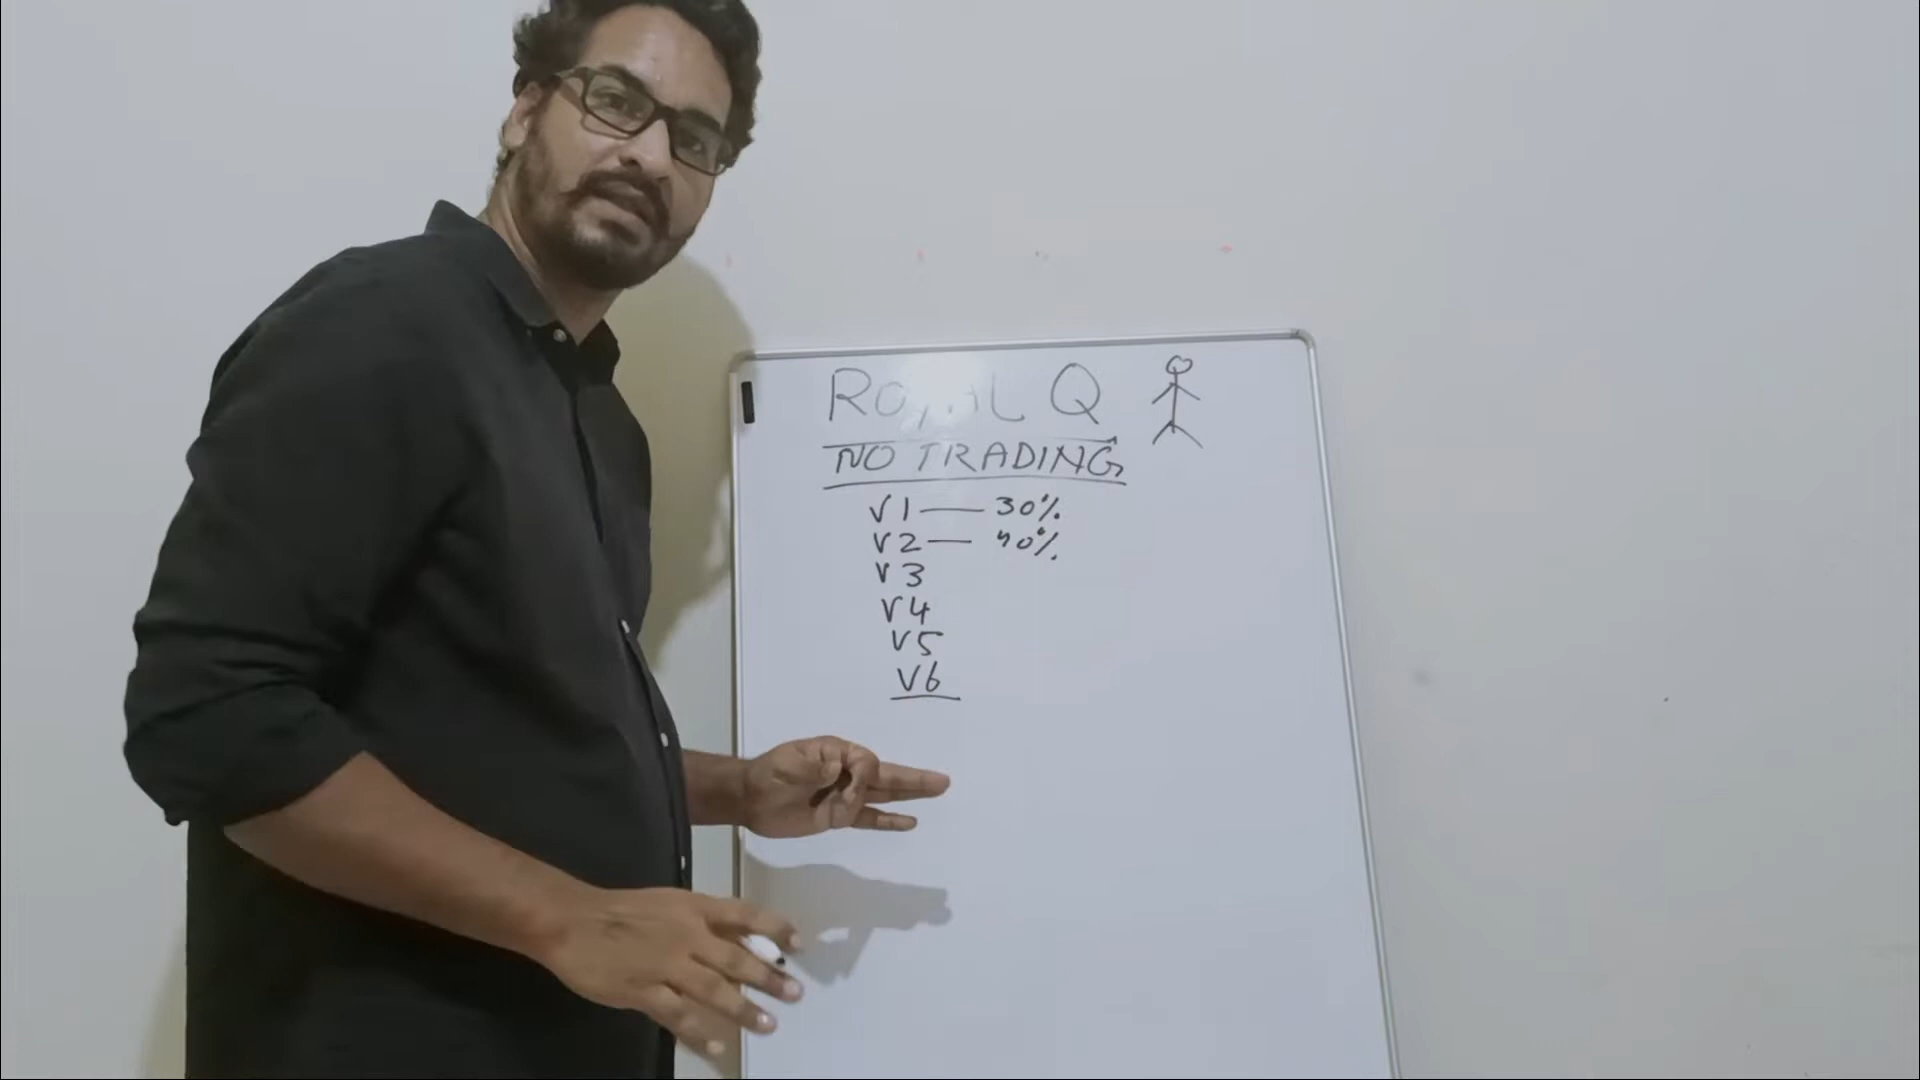 ROYAL Q
NO TRADING
V1 — 30%
V2 — 40%
V3
V4
V5
V6